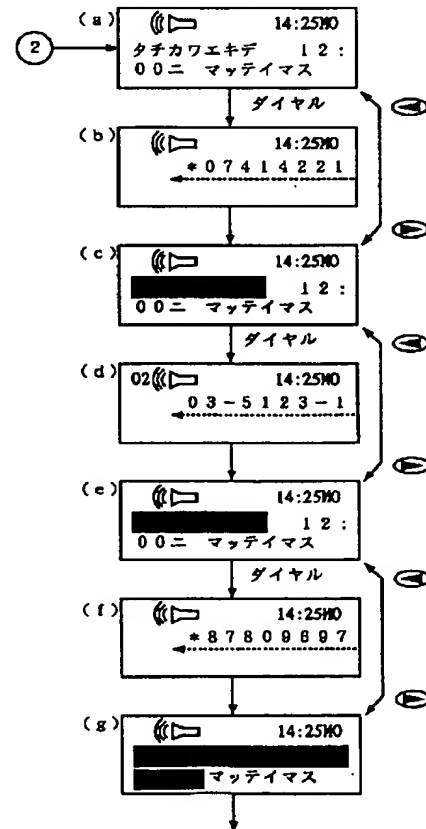 (a)
14:25MO
2
タチカワエキデ 12:
00ニ マッテイマス
ダイヤル
(b)
14:25MO
*07414221
(c)
14:25MO
12:
00ニ マッテイマス
ダイヤル
(d)
02 14:25MO
03-5123-1
(e)
14:25MO
12:
00ニ マッテイマス
ダイヤル
(f)
14:25MO
*87809697
(g)
14:25MO
マッテイマス